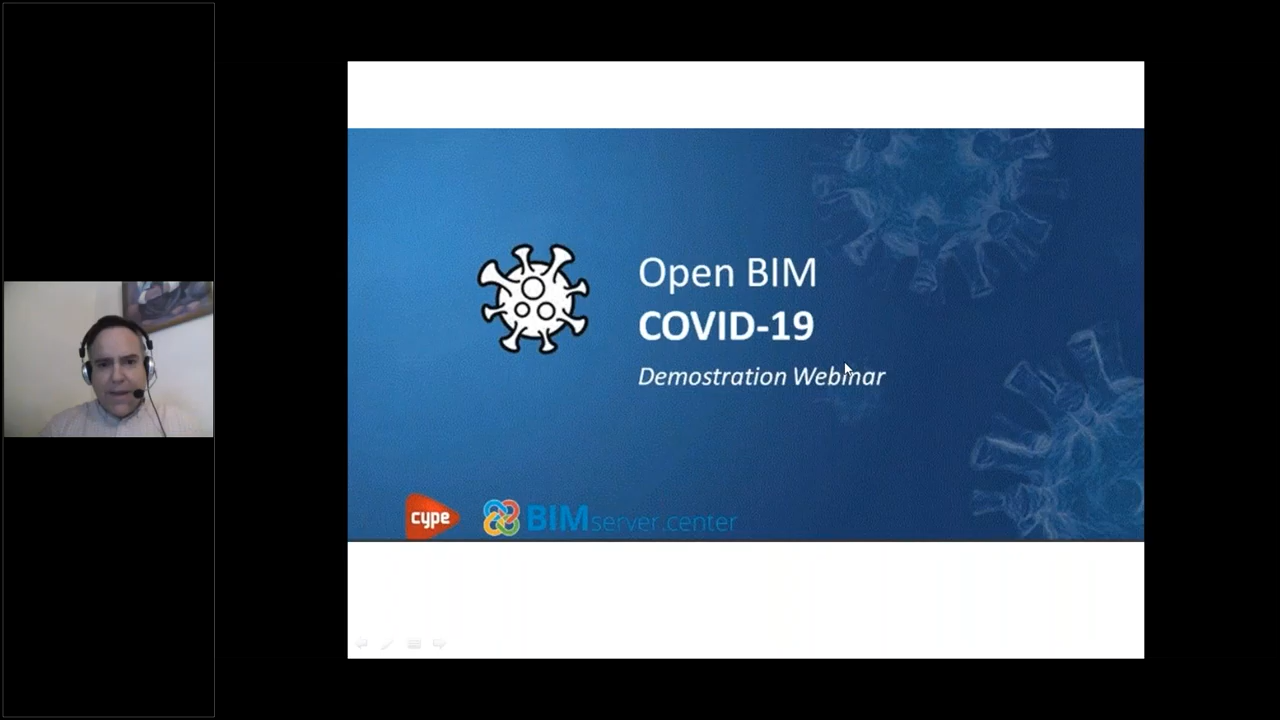 Open BIM
COVID-19
Demostration Webinar
cype
BIMserver.center